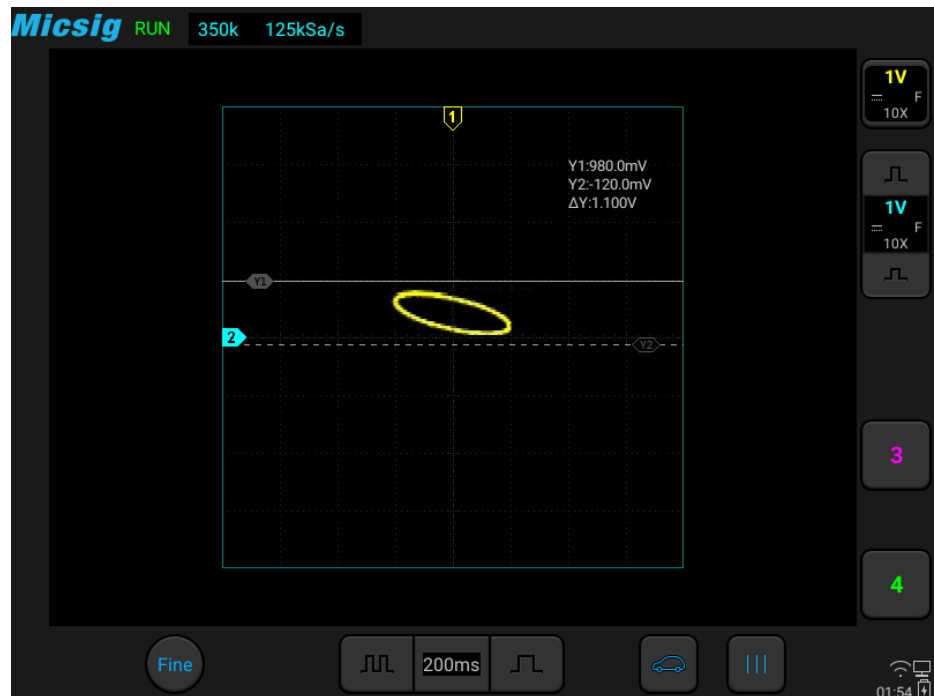 Micsig RUN 350k 125kSa/s
1V
F
10X
1
Y1:980.0mV
Y2:-120.0mV
ΔY:1.100V
1V
F
10X
Y1
2
Y2
3
4
Fine
200ms
01:54